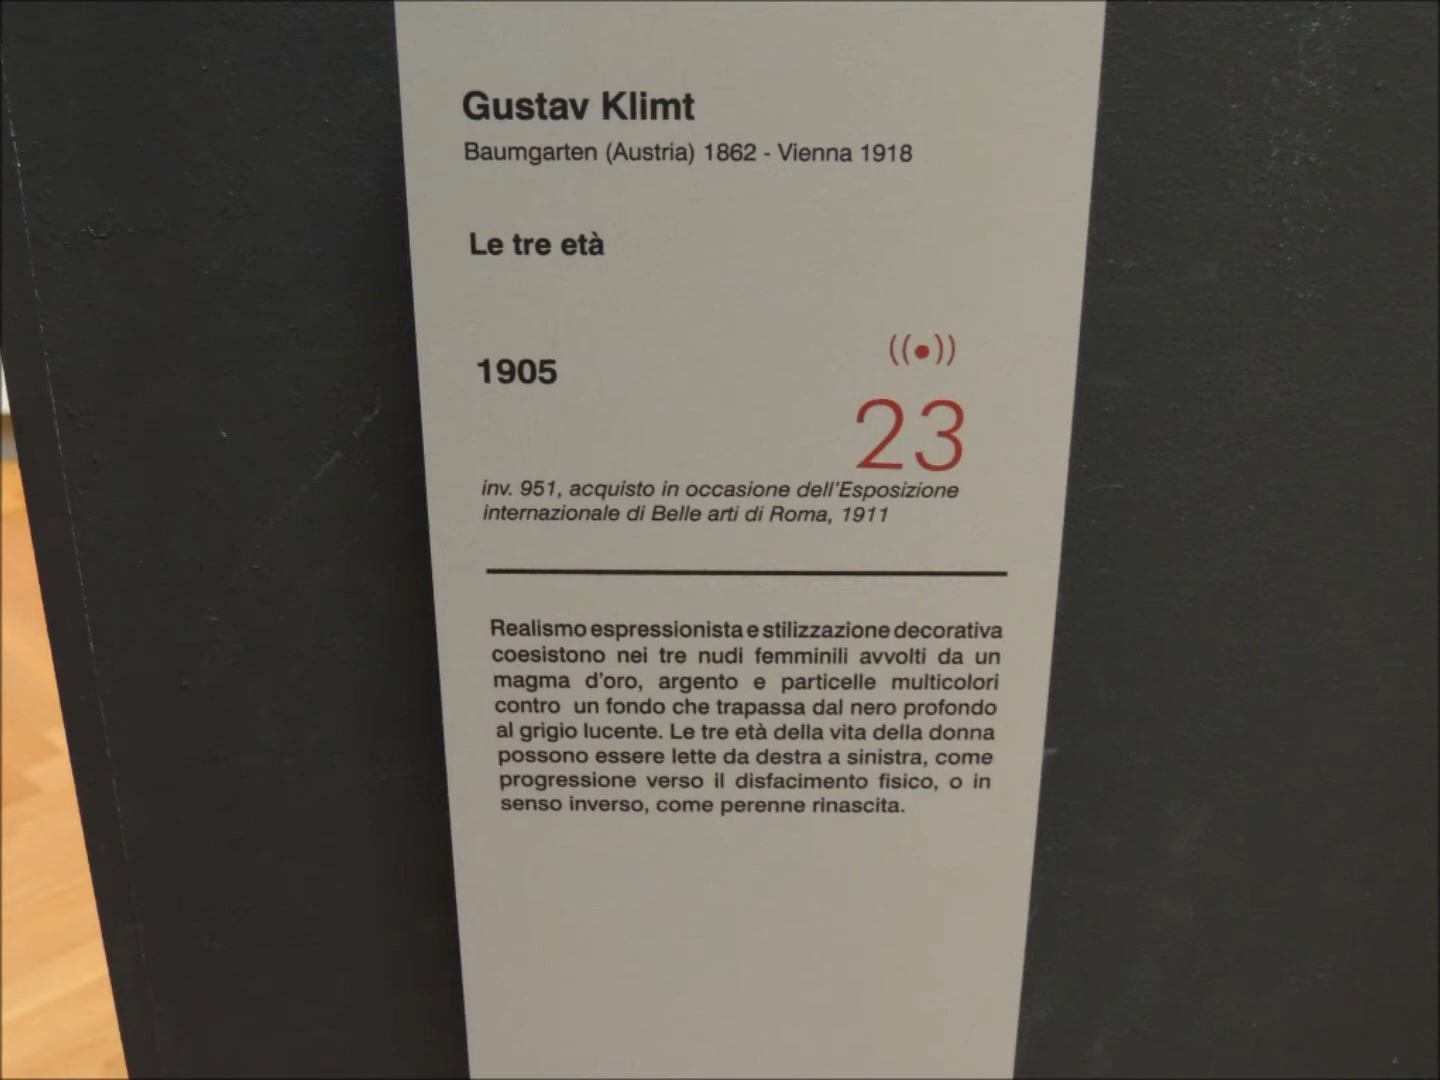 Gustav Klimt
Baumgarten (Austria) 1862 - Vienna 1918
Le tre età
1905
((•))
23
inv. 951, acquisto in occasione dell'Esposizione
internazionale di Belle arti di Roma, 1911
Realismo espressionista e stilizzazione decorativa
coesistono nei tre nudi femminili avvolti da un
magma d'oro, argento e particelle multicolori
contro un fondo che trapassa dal nero profondo
al grigio lucente. Le tre età della vita della donna
possono essere lette da destra a sinistra, come
progressione verso il disfacimento fisico, o in
senso inverso, come perenne rinascita.